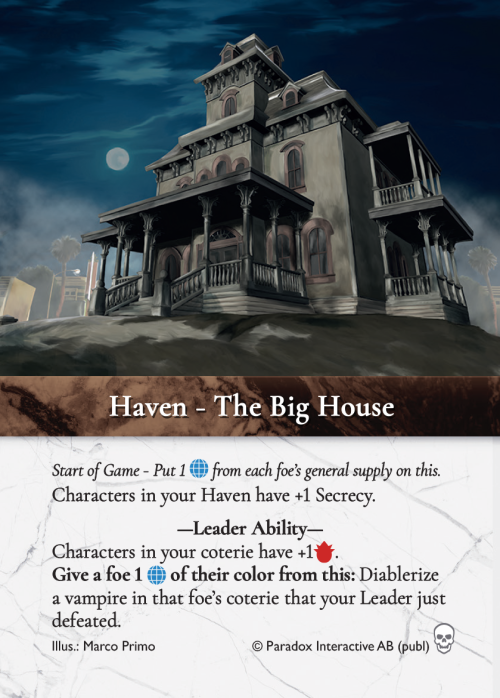 Haven - The Big House
Start of Game - Put 1 from each foe's general supply on this.
Characters in your Haven have +1 Secrecy.
—Leader Ability—
Characters in your coterie have +1.
Give a foe 1 of their color from this: Diablerize
a vampire in that foe's coterie that your Leader just
defeated.
Illus.: Marco Primo © Paradox Interactive AB (publ)